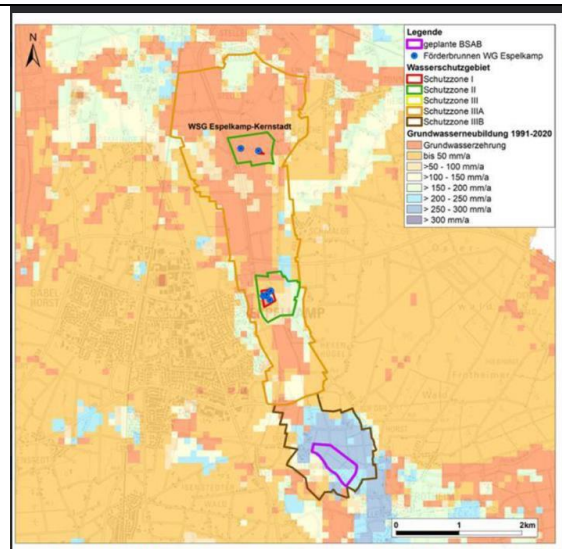 N
WSG Espelkamp-Kernstadt
Legende
geplante BSAB
Förderbrunnen WG Espelkamp
Wasserschutzgebiet
Schutzzone I
Schutzzone II
Schutzzone III
Schutzzone IIIA
Schutzzone IIIB
Grundwasserneubildung 1991-2020
Grundwasserzehrung
bis 50 mm/a
>50 - 100 mm/a
>100 - 150 mm/a
> 150 - 200 mm/a
> 200 - 250 mm/a
> 250 - 300 mm/a
> 300 mm/a
0 1 2km